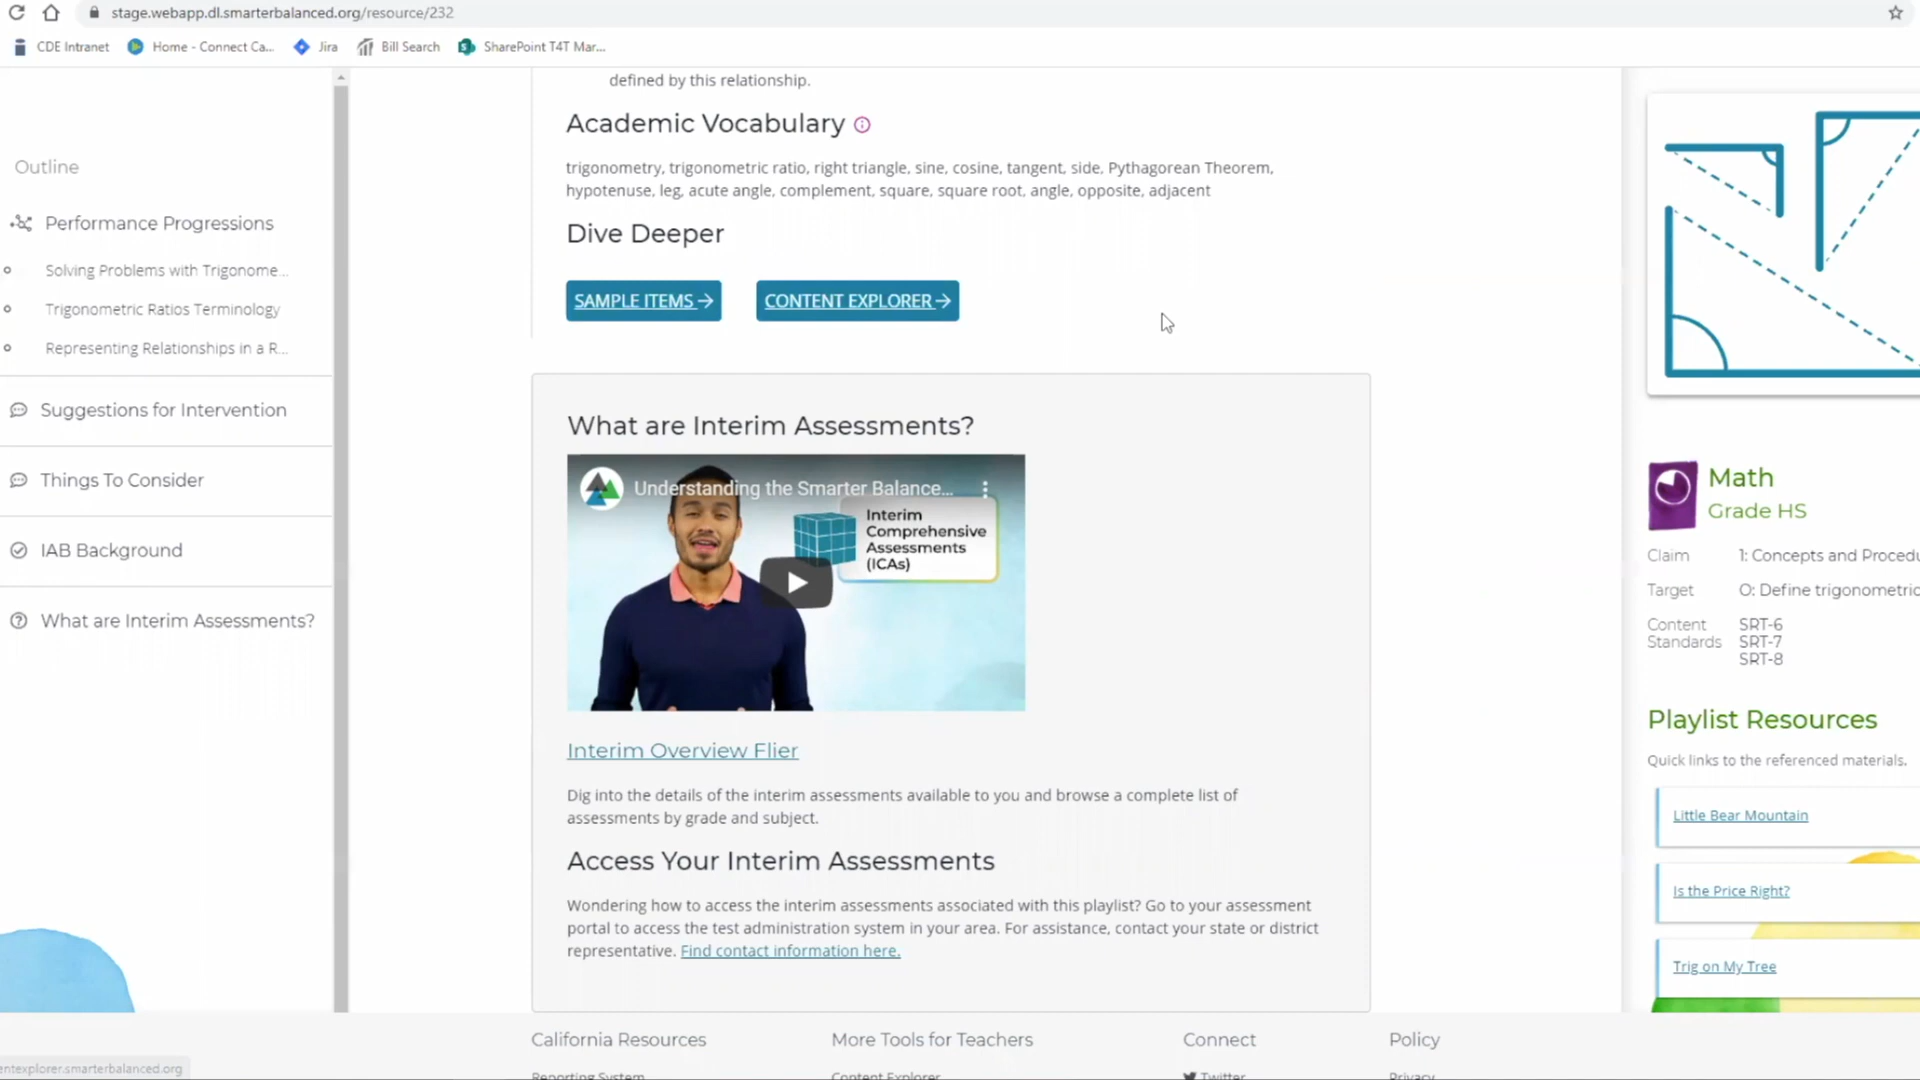 stage.webapp.dl.smarterbalanced.org/resource/232
CDE Intranet
Home - Connect Ca...
Jira
Bill Search
SharePoint T4T Mar...
Outline
Performance Progressions
Solving Problems with Trigonome...
Trigonometric Ratios Terminology
Representing Relationships in a R...
Suggestions for Intervention
Things To Consider
IAB Background
What are Interim Assessments?
defined by this relationship.
Academic Vocabulary
trigonometry, trigonometric ratio, right triangle, sine, cosine, tangent, side, Pythagorean Theorem,
hypotenuse, leg, acute angle, complement, square, square root, angle, opposite, adjacent
Dive Deeper
SAMPLE ITEMS
CONTENT EXPLORER
What are Interim Assessments?
Understanding the Smarter Balance...
Interim
Comprehensive
Assessments
(ICAs)
Interim Overview Flier
Dig into the details of the interim assessments available to you and browse a complete list of
assessments by grade and subject.
Access Your Interim Assessments
Wondering how to access the interim assessments associated with this playlist? Go to your assessment
portal to access the test administration system in your area. For assistance, contact your state or district
representative. Find contact information here.
Math
Grade HS
Claim 1: Concepts and Procedu
Target O: Define trigonometric
Content Standards
SRT-6
SRT-7
SRT-8
Playlist Resources
Quick links to the referenced materials.
Little Bear Mountain
Is the Price Right?
Trig on My Tree
California Resources
More Tools for Teachers
Connect
Policy
Reporting System
Content Explorer
Twitter
Privacy
entexplorer.smarterbalanced.org